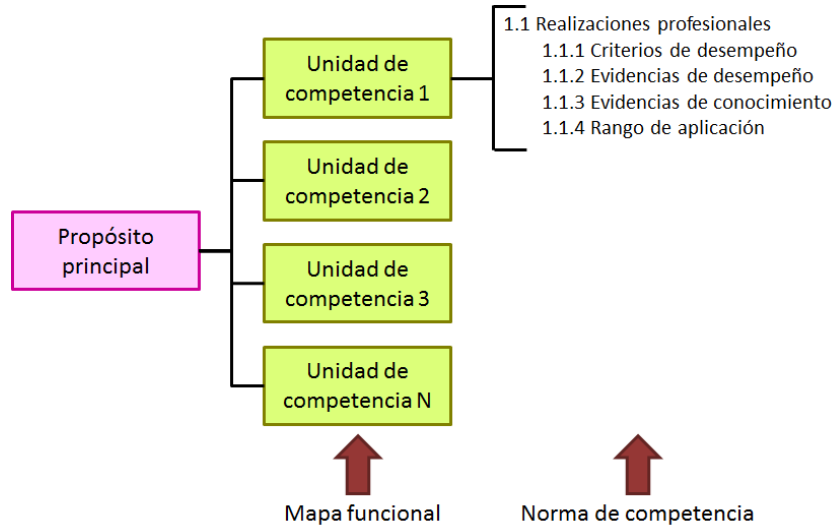 Propósito
principal
Unidad de
competencia 1
Unidad de
competencia 2
Unidad de
competencia 3
Unidad de
competencia N
1.1 Realizaciones profesionales
1.1.1 Criterios de desempeño
1.1.2 Evidencias de desempeño
1.1.3 Evidencias de conocimiento
1.1.4 Rango de aplicación
Mapa funcional
Norma de competencia